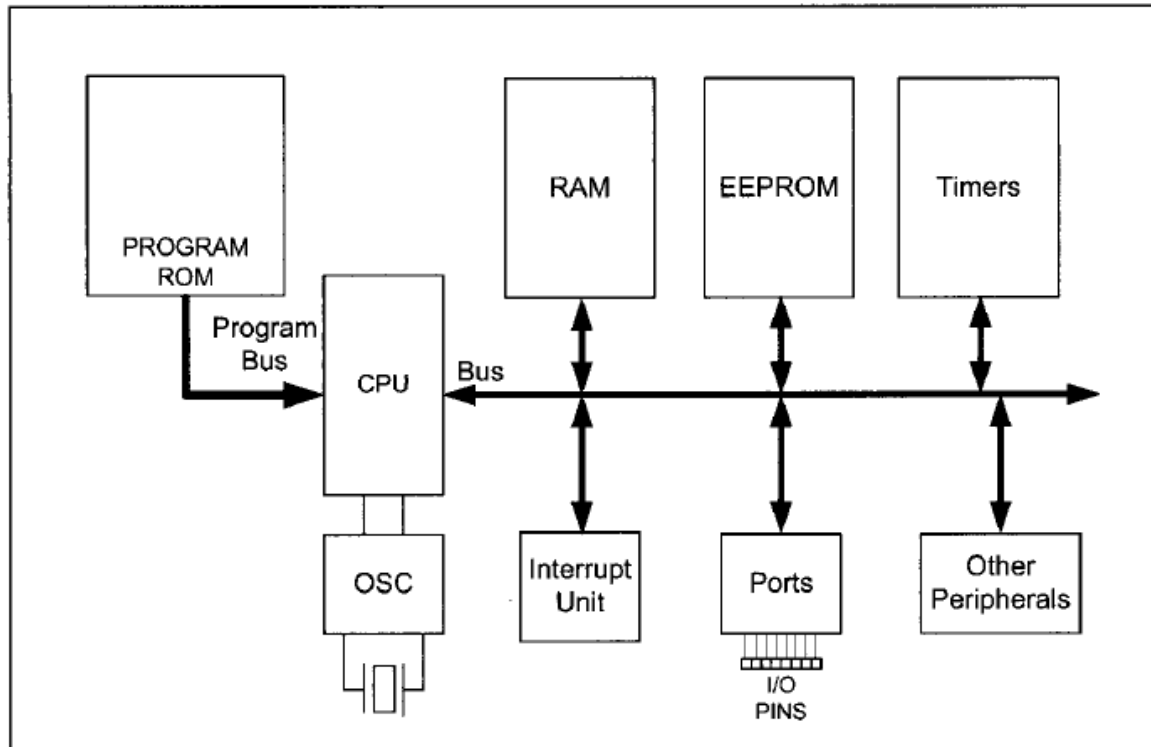 PROGRAM
ROM
Program
Bus
CPU
Bus
RAM
EEPROM
Timers
OSC
Interrupt
Unit
Ports
I/O
PINS
Other
Peripherals